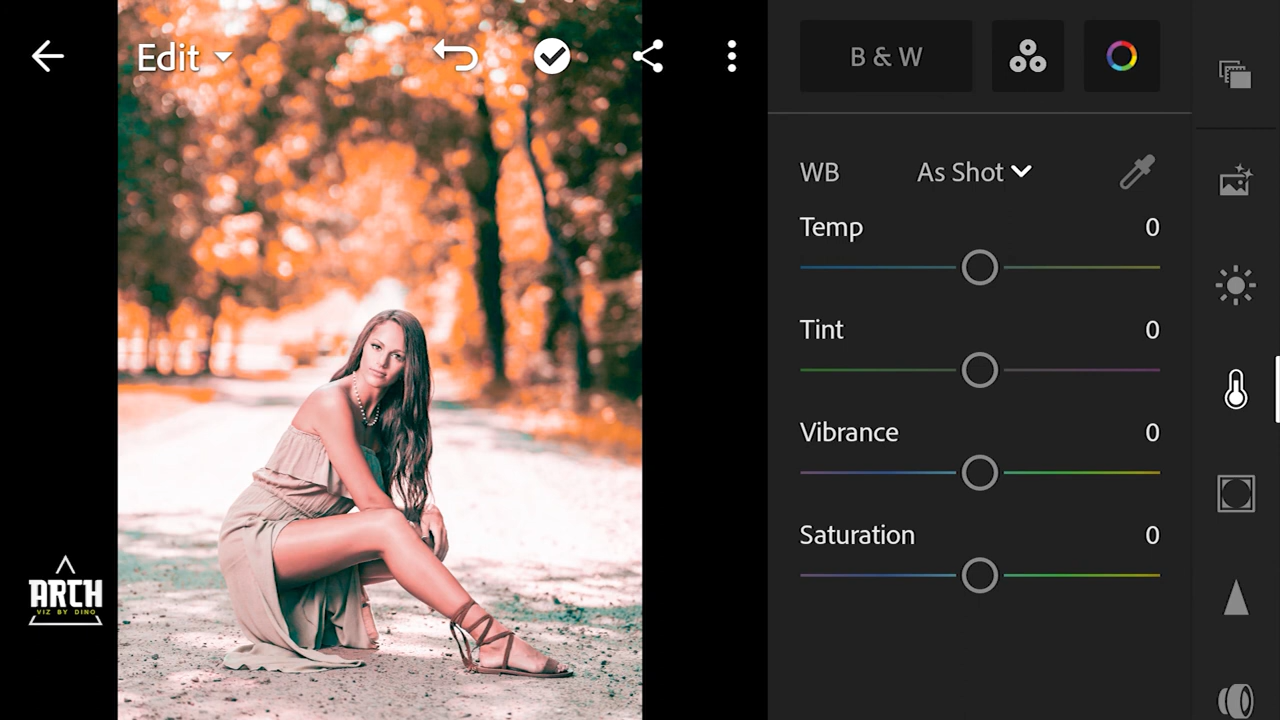 Edit
B & W
WB
As Shot
Temp
0
Tint
0
Vibrance
0
Saturation
0
ARCH
VIZ BY DINO